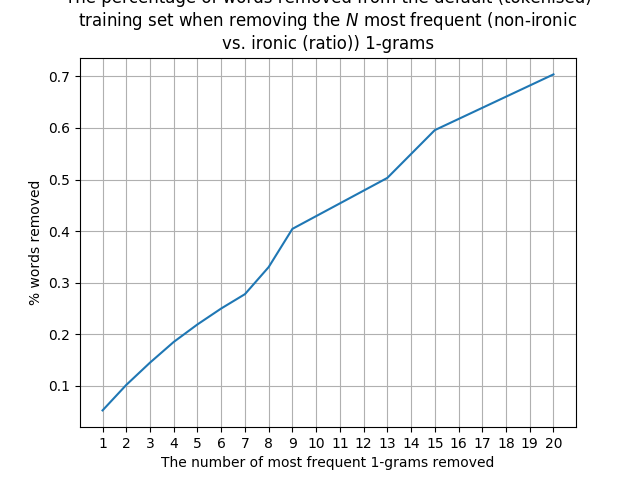 The percentage of words removed from the default (tokenised)
training set when removing the N most frequent (non-ironic
vs. ironic (ratio)) 1-grams
0.7
0.6
0.5
0.4
0.3
0.2
0.1
% words removed
1 2 3 4 5 6 7 8 9 10 11 12 13 14 15 16 17 18 19 20
The number of most frequent 1-grams removed